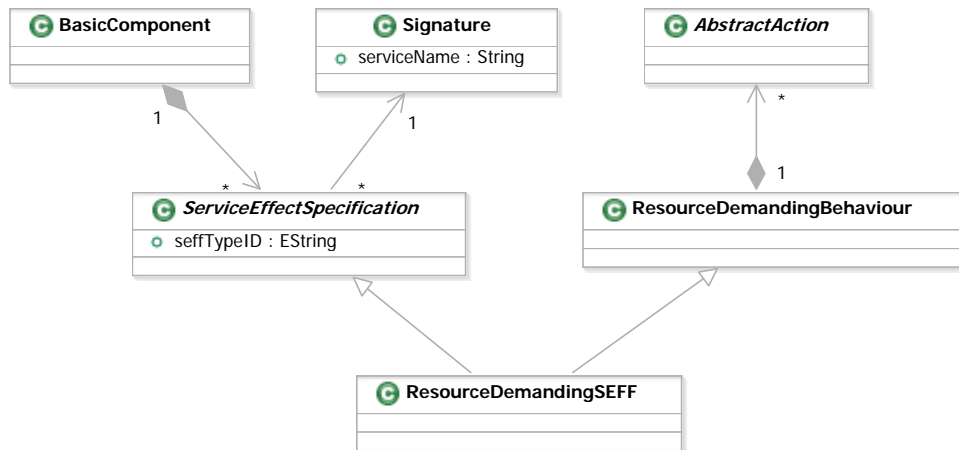 C BasicComponent
C Signature
serviceName : String
C AbstractAction
1
*
1
*
*
1
C ServiceEffectSpecification
seffTypeID : EString
C ResourceDemandingBehaviour
C ResourceDemandingSEFF